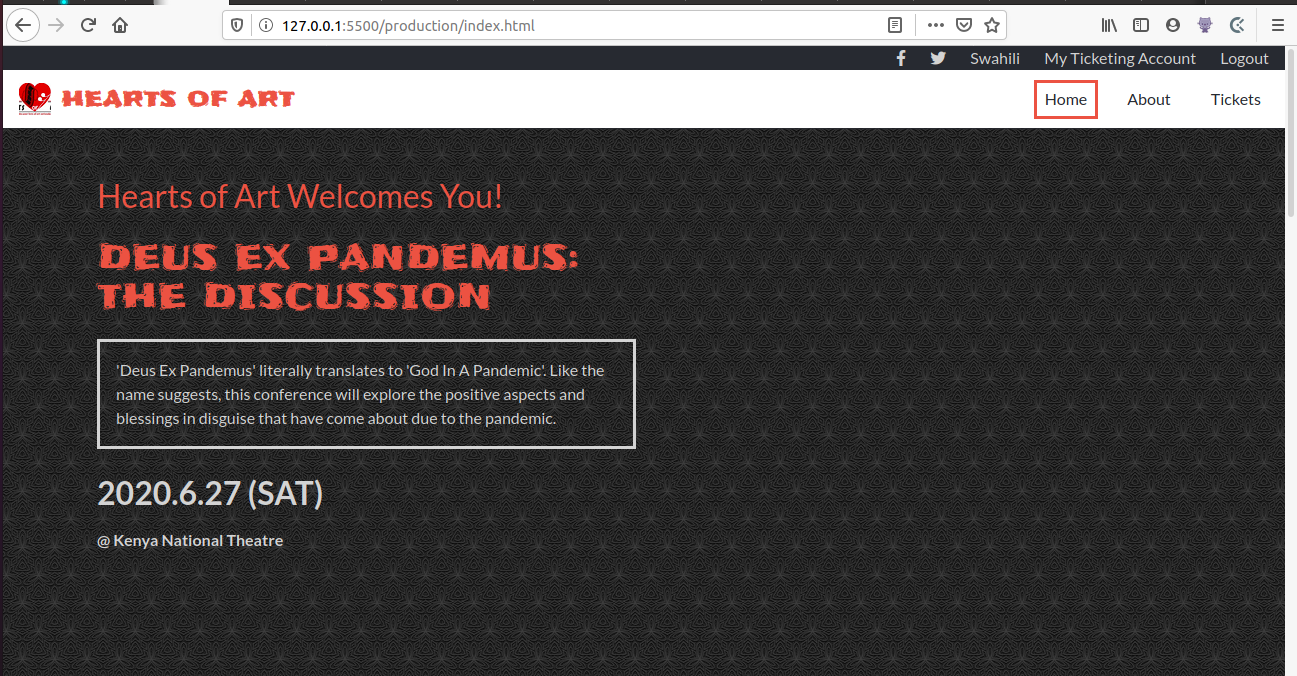 127.0.0.1:5500/production/index.html
Swahili My Ticketing Account Logout
HEARTS OF ART Home About Tickets
Hearts of Art Welcomes You!
DEUS EX PANDEMUS:
THE DISCUSSION
'Deus Ex Pandemus' literally translates to 'God In A Pandemic'. Like the
name suggests, this conference will explore the positive aspects and
blessings in disguise that have come about due to the pandemic.
2020.6.27 (SAT)
@ Kenya National Theatre